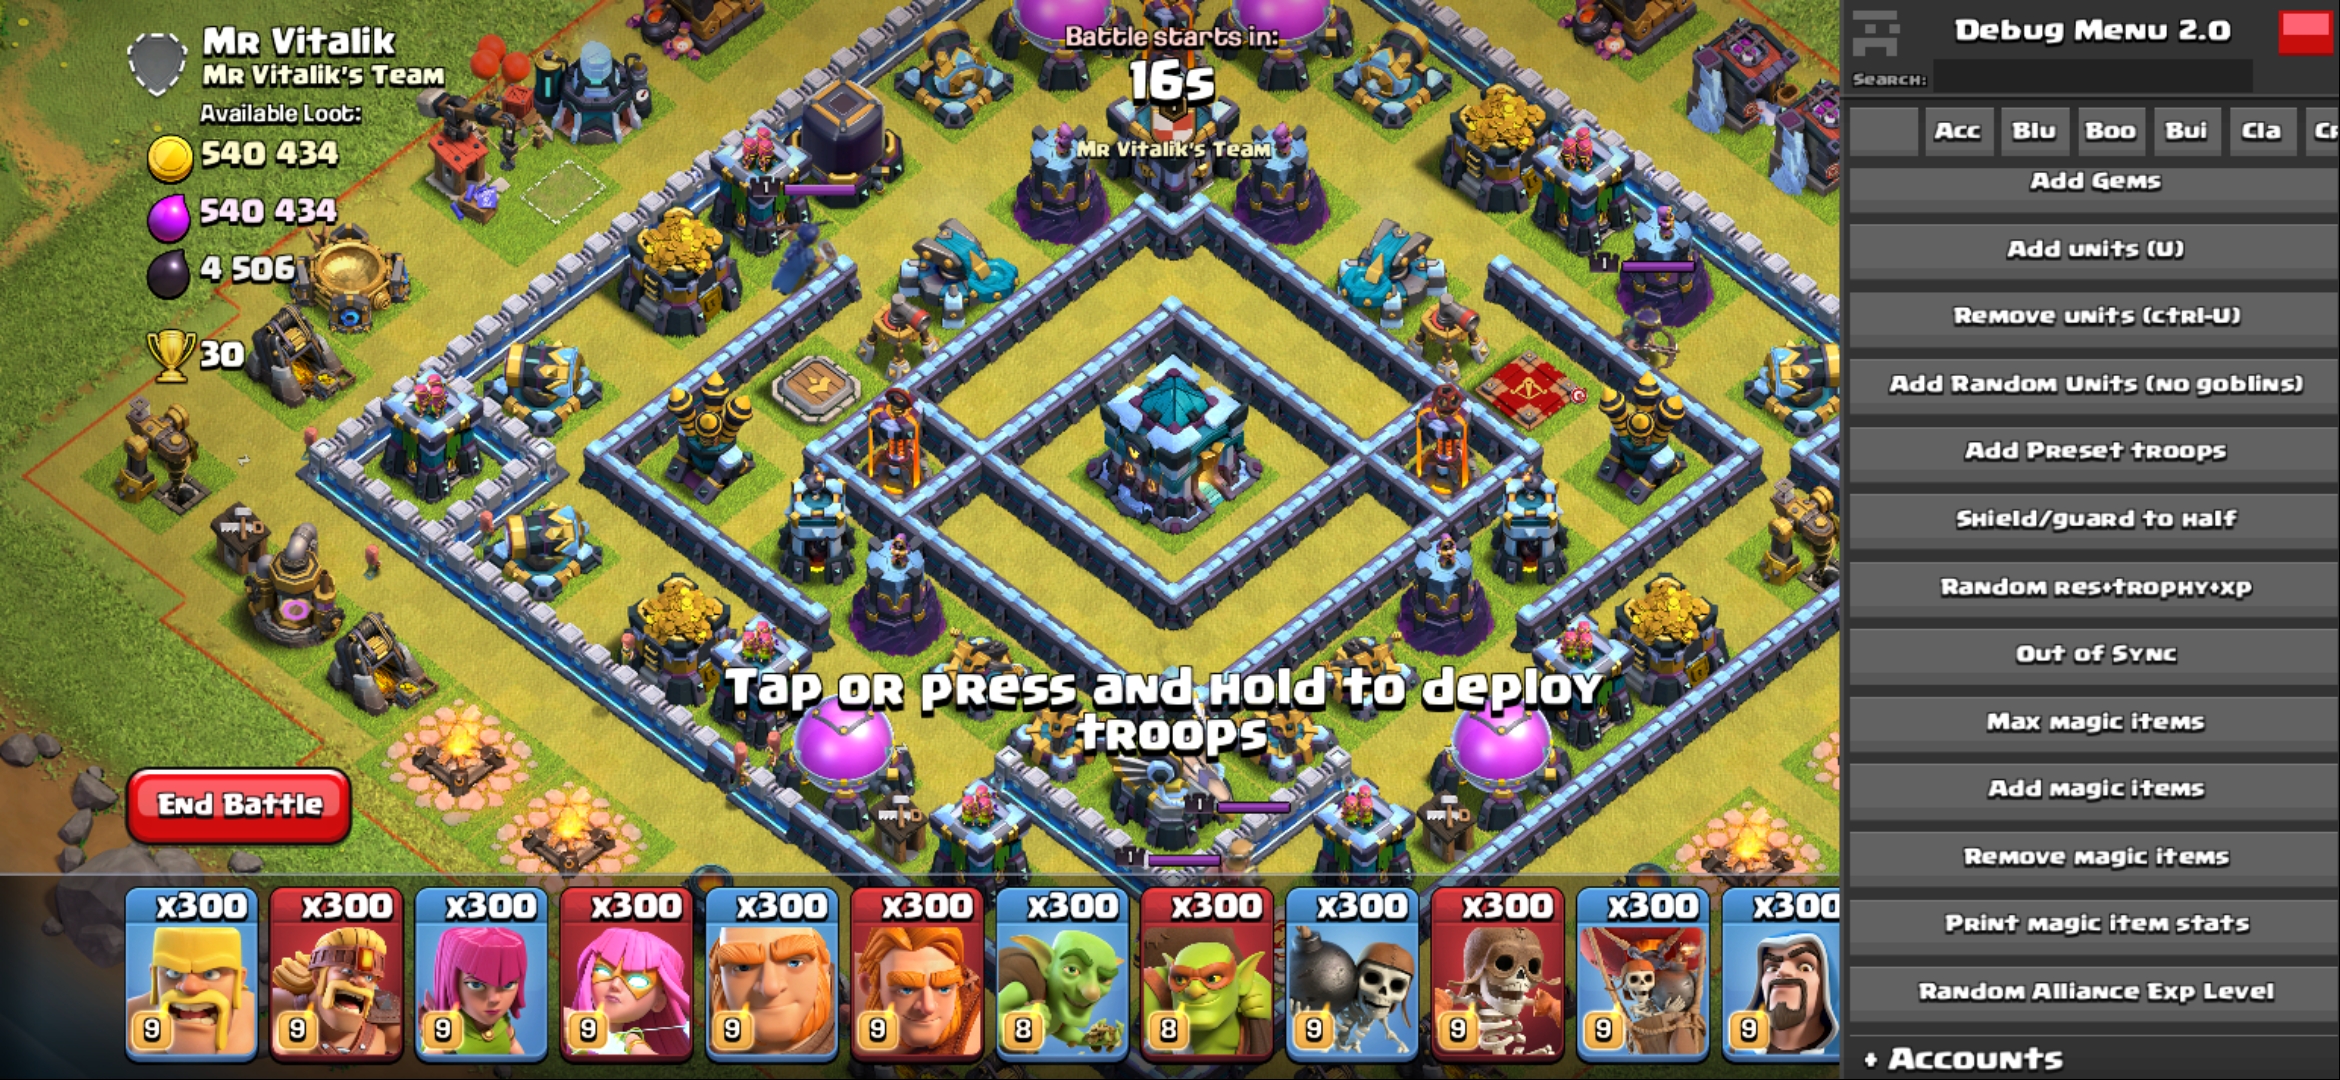 Mr Vitalik
Mr Vitalik's Team
Available Loot:
540 434
540 434
4 506
30
Battle starts in:
16s
Mr Vitalik's Team
1
1
1
1
Tap or press and hold to deploy
troops
End Battle
x300
x300
x300
x300
x300
x300
x300
x300
x300
x300
x300
x300
9
9
9
9
9
9
8
8
9
9
9
9
Debug Menu 2.0
Search:
Acc
Blu
Boo
Bui
Cla
Add Gems
Add units (U)
Remove units (ctrl-U)
Add Random Units (no goblins)
Add Preset troops
Shield/guard to half
Random res+trophy+xp
Out of Sync
Max magic items
Add magic items
Remove magic items
Print magic item stats
Random Alliance Exp Level
+ Accounts